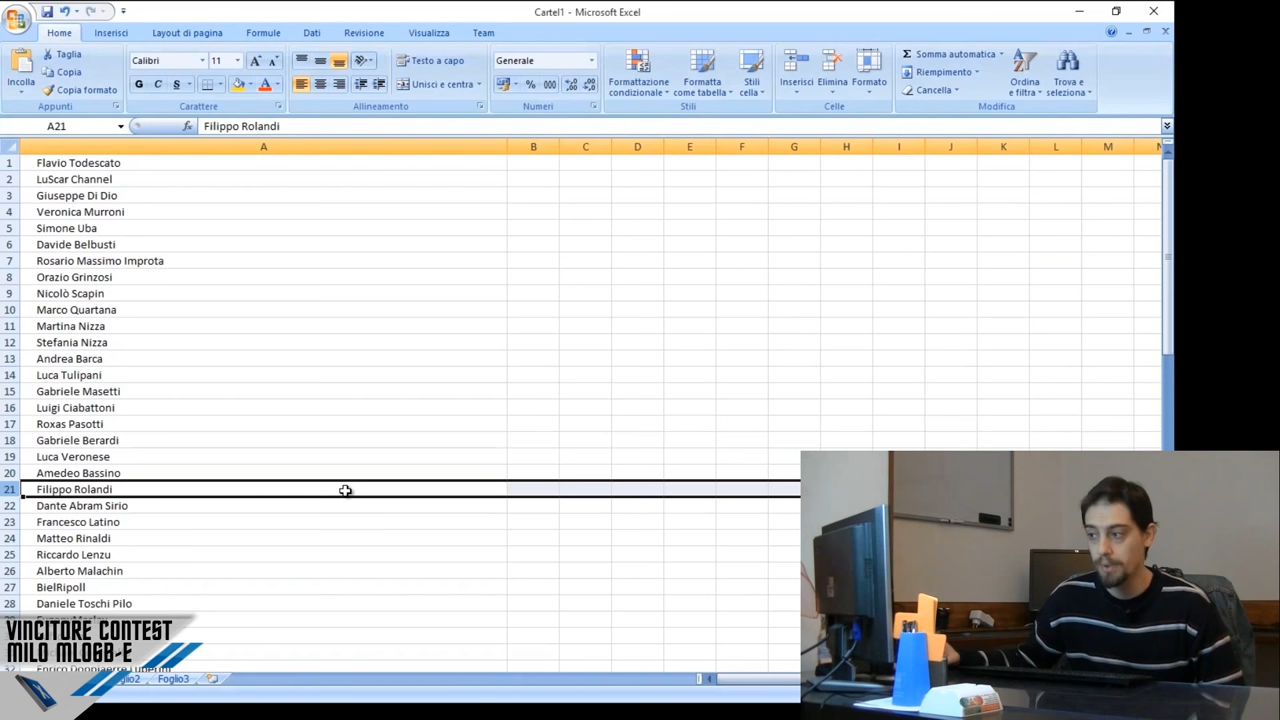 Cartel1 - Microsoft Excel
Home Inserisci Layout di pagina Formule Dati Revisione Visualizza Team
Incolla
Taglia
Copia
Copia formato
Appunti
Calibri 11
G C S
Carattere
Testo a capo
Unisci e centra
Allineamento
Generale
% 000
Numeri
Formattazione condizionale
Formatta come tabella
Stili cella
Stili
Inserisci Elimina Formato
Celle
Somma automatica
Riempimento
Cancella
Ordina e filtra
Trova e seleziona
Modifica
A21 fx Filippo Rolandi
A B C D E F G H I J K L M N
1 Flavio Todescato
2 LuScar Channel
3 Giuseppe Di Dio
4 Veronica Murroni
5 Simone Uba
6 Davide Belbusti
7 Rosario Massimo Improta
8 Orazio Grinzosi
9 Nicolò Scapin
10 Marco Quartana
11 Martina Nizza
12 Stefania Nizza
13 Andrea Barca
14 Luca Tulipani
15 Gabriele Masetti
16 Luigi Ciabattoni
17 Roxas Pasotti
18 Gabriele Berardi
19 Luca Veronese
20 Amedeo Bassino
21 Filippo Rolandi
22 Dante Abram Sirio
23 Francesco Latino
24 Matteo Rinaldi
25 Riccardo Lenzu
26 Alberto Malachin
27 BielRipoll
28 Daniele Toschi Pilo
VINCITORE CONTEST
MILO MLOGB-E
Foglio3